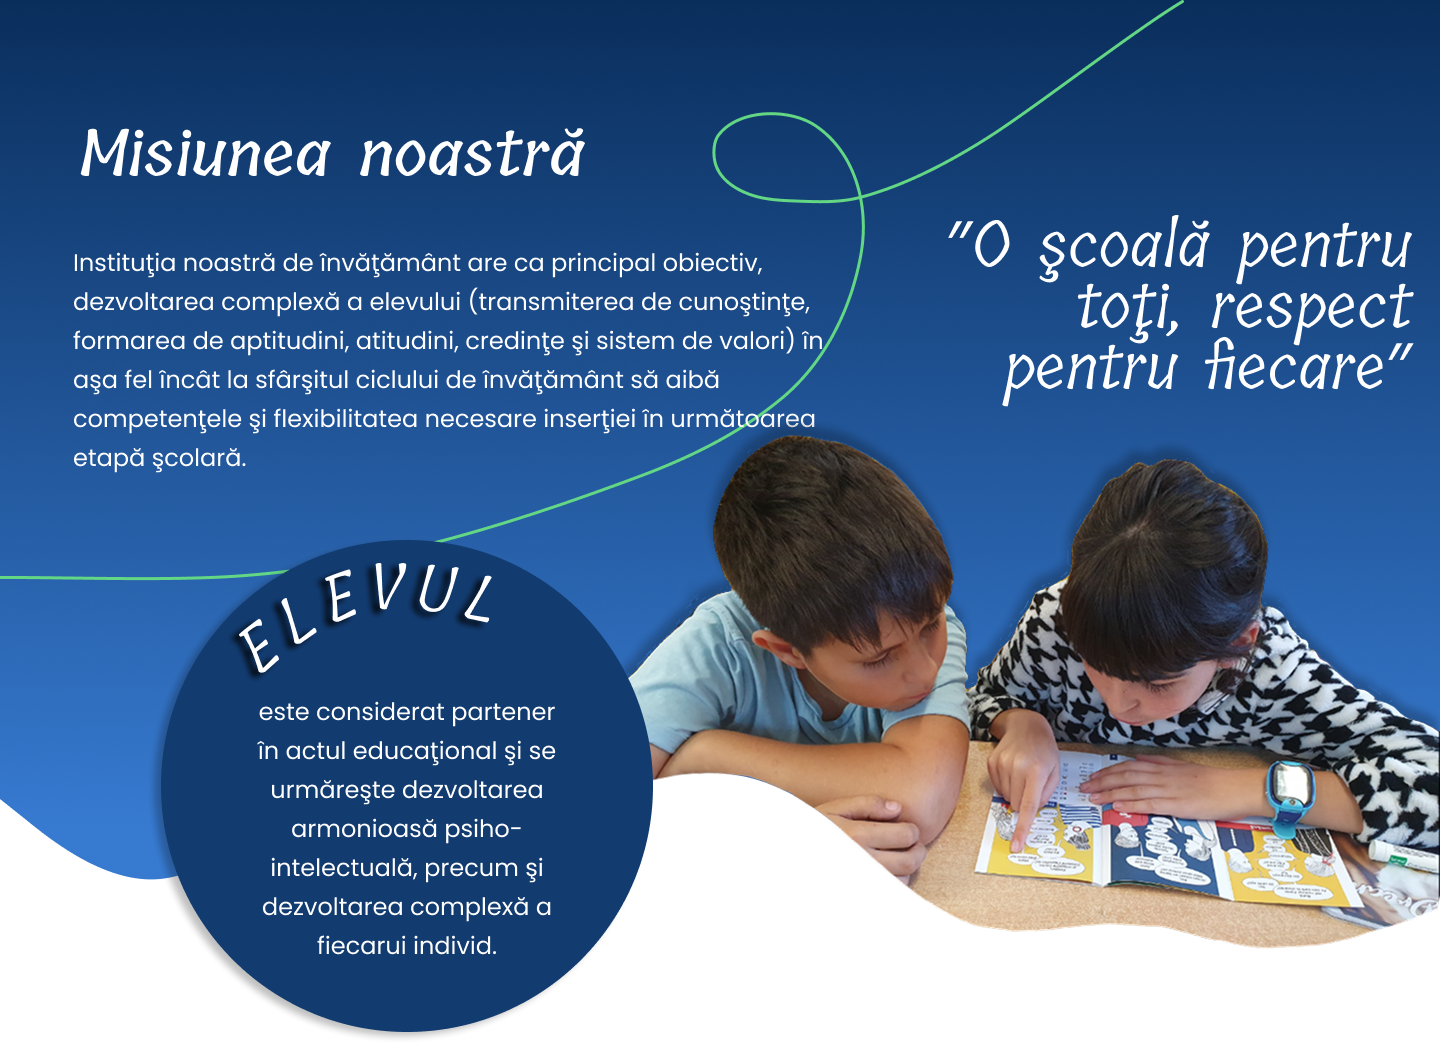 Misiunea noastră
Instituţia noastră de învăţământ are ca principal obiectiv,
dezvoltarea complexă a elevului (transmiterea de cunoştinţe,
formarea de aptitudini, atitudini, credinţe şi sistem de valori) în
aşa fel încât la sfârşitul ciclului de învăţământ să aibă
competenţele şi flexibilitatea necesare inserţiei în următoarea
etapă şcolară.
"O şcoală pentru
toţi, respect
pentru fiecare"
ELEVUL
este considerat partener
în actul educaţional şi se
urmăreşte dezvoltarea
armonioasă psiho-
intelectuală, precum şi
dezvoltarea complexă a
fiecarui individ.